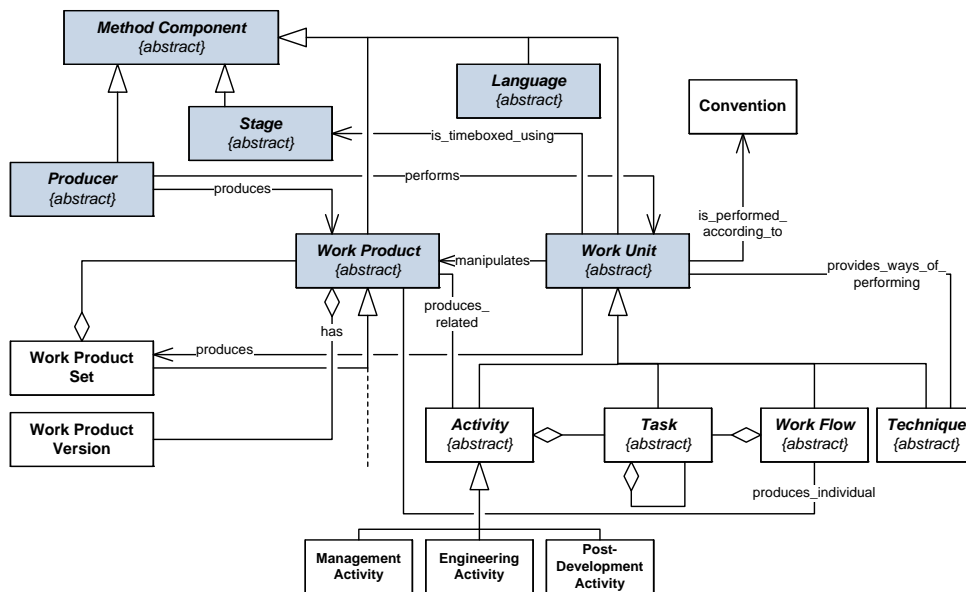 Method Component
{abstract}
Language
{abstract}
Convention
Stage
{abstract}
is_timeboxed_using
Producer
{abstract}
performs
produces
is_performed_
according_to
Work Product
{abstract}
manipulates
Work Unit
{abstract}
provides_ways_of_
performing
produces_
related
has
Work Product
Set
produces
Work Product
Version
Activity
{abstract}
Task
{abstract}
Work Flow
{abstract}
Technique
{abstract}
produces_individual
Management
Activity
Engineering
Activity
Post-
Development
Activity